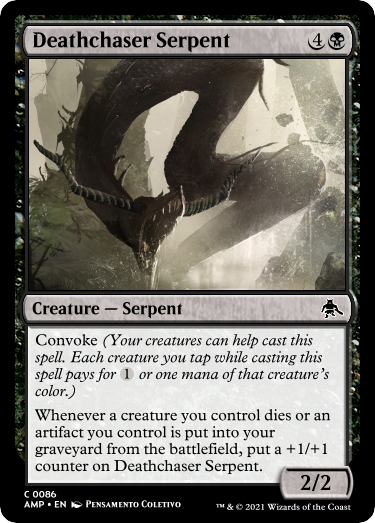 Deathchaser Serpent 4
Creature — Serpent
Convoke (Your creatures can help cast this
spell. Each creature you tap while casting this
spell pays for 1 or one mana of that creature's
color.)
Whenever a creature you control dies or an
artifact you control is put into your
graveyard from the battlefield, put a +1/+1
counter on Deathchaser Serpent.
2/2
C 0086
AMP • EN PENSAMENTO COLETIVO
™ & © 2021 Wizards of the Coast